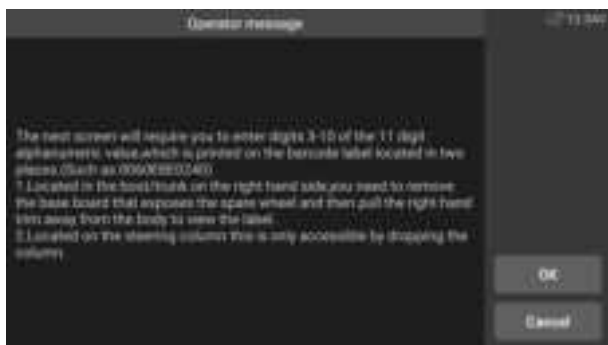 Operator message
The next screen will require you to enter digits 3-10 of the 11 digit
alphanumeric value,which is printed on the barcode label located in two
places.(Such as
1.Located in the boot/trunk on the right hand side,you need to remove
the base board that exposes the spare wheel and then pull the right hand
trim away from the body to view the label.
2.Located on the steering column this is only accessible by dropping the
column.
OK
Cancel